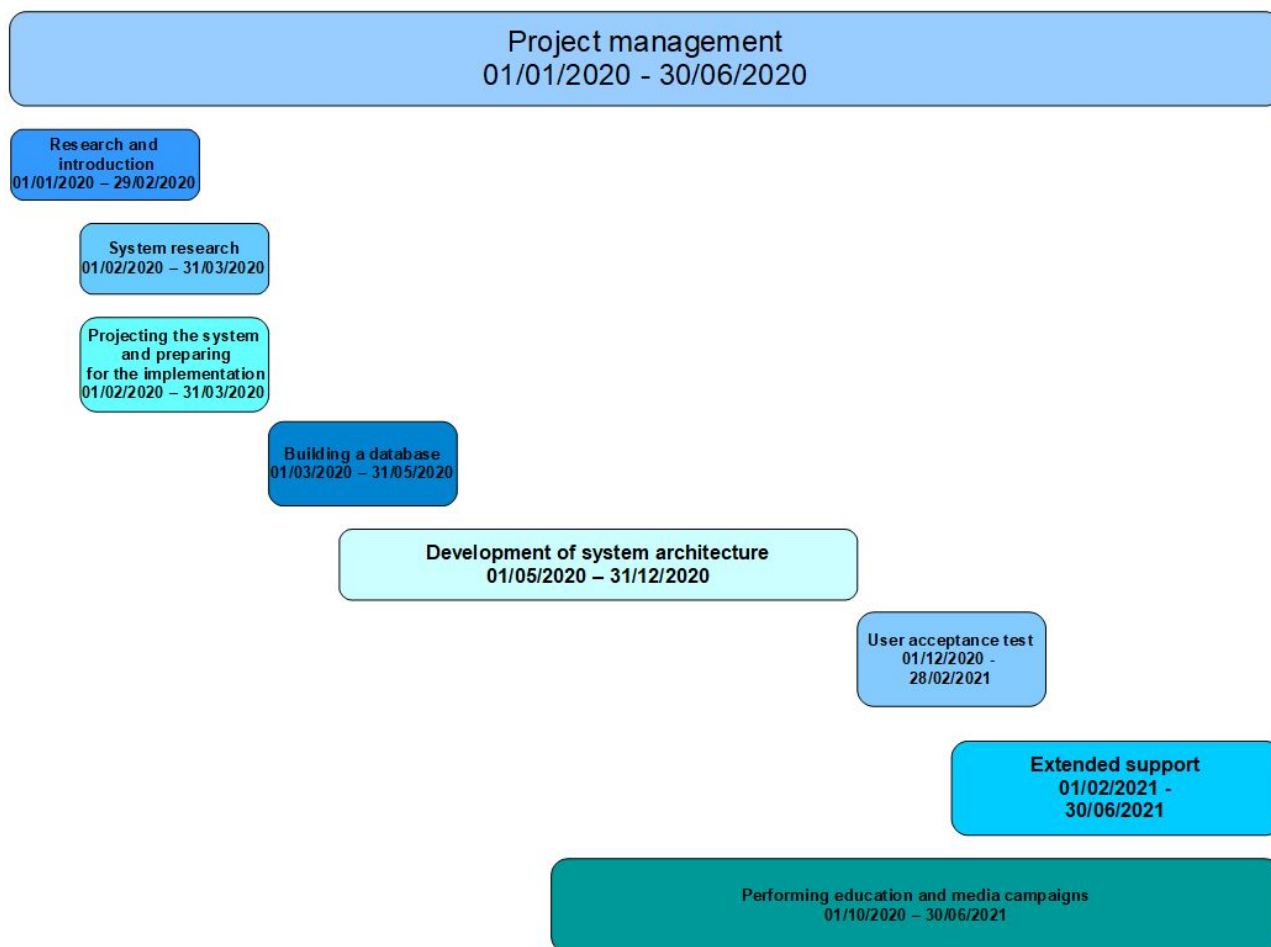 Project management
01/01/2020 - 30/06/2020
Research and
introduction
01/01/2020 – 29/02/2020
System research
01/02/2020 – 31/03/2020
Projecting the system
and preparing
for the implementation
01/02/2020 – 31/03/2020
Building a database
01/03/2020 – 31/05/2020
Development of system architecture
01/05/2020 – 31/12/2020
User acceptance test
01/12/2020 -
28/02/2021
Extended support
01/02/2021 -
30/06/2021
Performing education and media campaigns
01/10/2020 – 30/06/2021